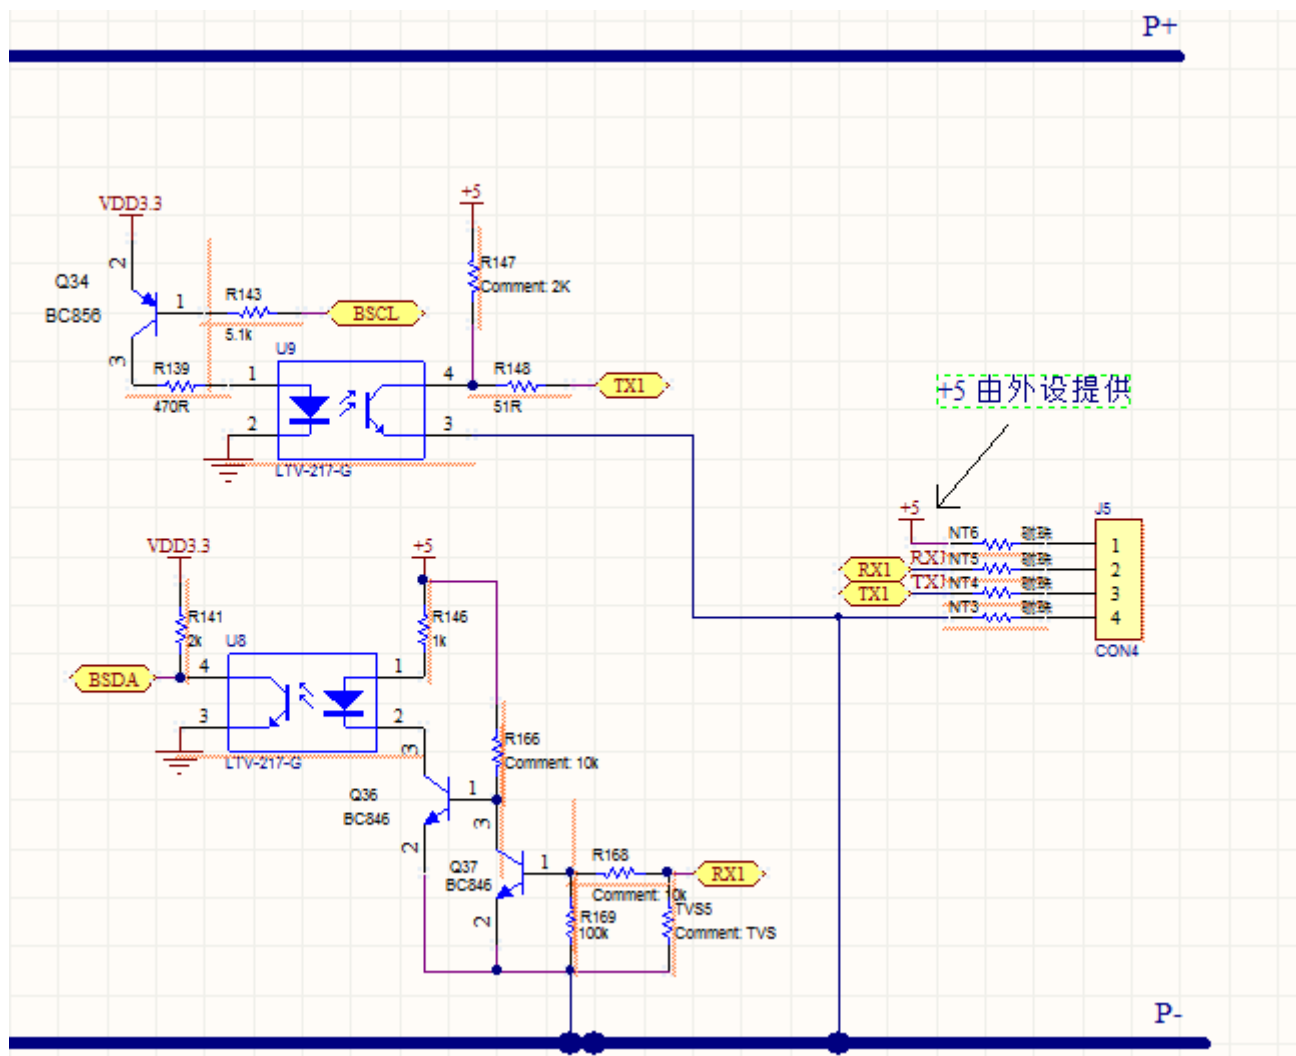 P+
VDD3.3
+5
2
R147
Comment: 2K
Q34
BC856
1
R143
BSCL
5.1k
3
U9
R139
470R
1
4
R148
51R
TX1
2
3
LTV-217-G
+5 由外设提供
VDD3.3
+5
+5
J5
NT6
磁珠
1
RX1
RX1
NT5
磁珠
2
TX1
TX1
NT4
磁珠
3
NT3
磁珠
4
CON4
R141
2k
R146
1k
U8
BSDA
4
1
3
2
LTV-217-G
3
R166
Comment: 10k
Q36
BC846
1
2
3
Q37
BC846
1
R168
Comment: 10k
RX1
2
R169
100k
TVS5
Comment: TVS
P-